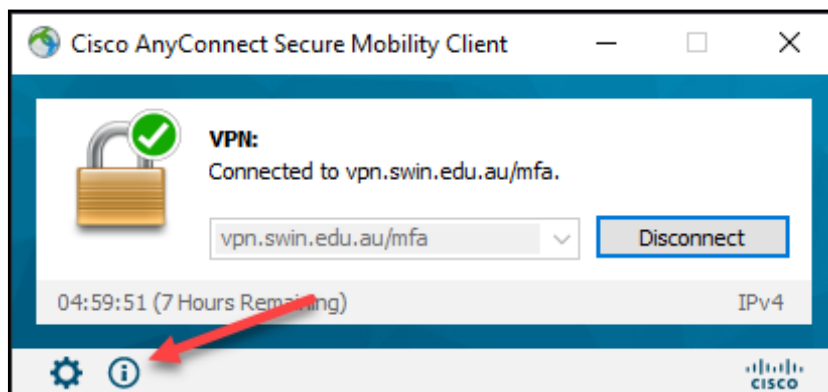 Cisco AnyConnect Secure Mobility Client
VPN:
Connected to vpn.swin.edu.au/mfa.
vpn.swin.edu.au/mfa
Disconnect
04:59:51 (7 Hours Remaining)
IPv4
cisco